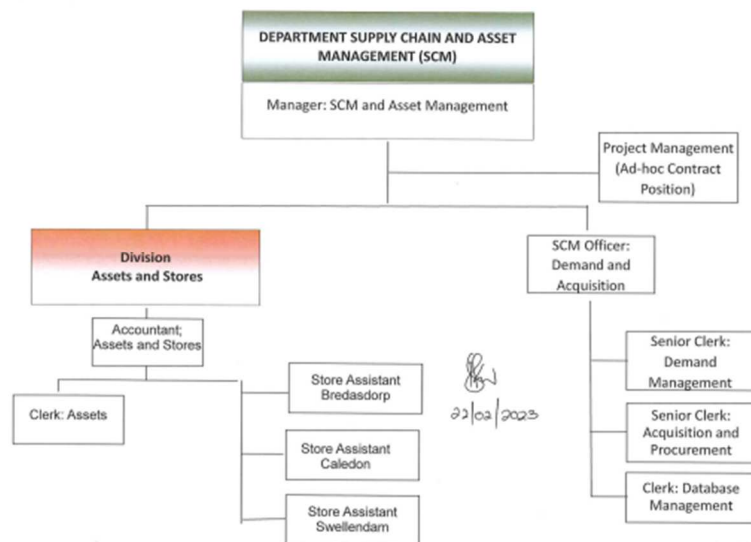 DEPARTMENT SUPPLY CHAIN AND ASSET
MANAGEMENT (SCM)
Manager: SCM and Asset Management
Project Management
(Ad-hoc Contract
Position)
Division
Assets and Stores
SCM Officer:
Demand and
Acquisition
Accountant;
Assets and Stores
Senior Clerk:
Demand
Management
Store Assistant
Bredasdorp
Clerk: Assets
22/02/2023
Senior Clerk:
Acquisition and
Procurement
Store Assistant
Caledon
Clerk: Database
Management
Store Assistant
Swellendam